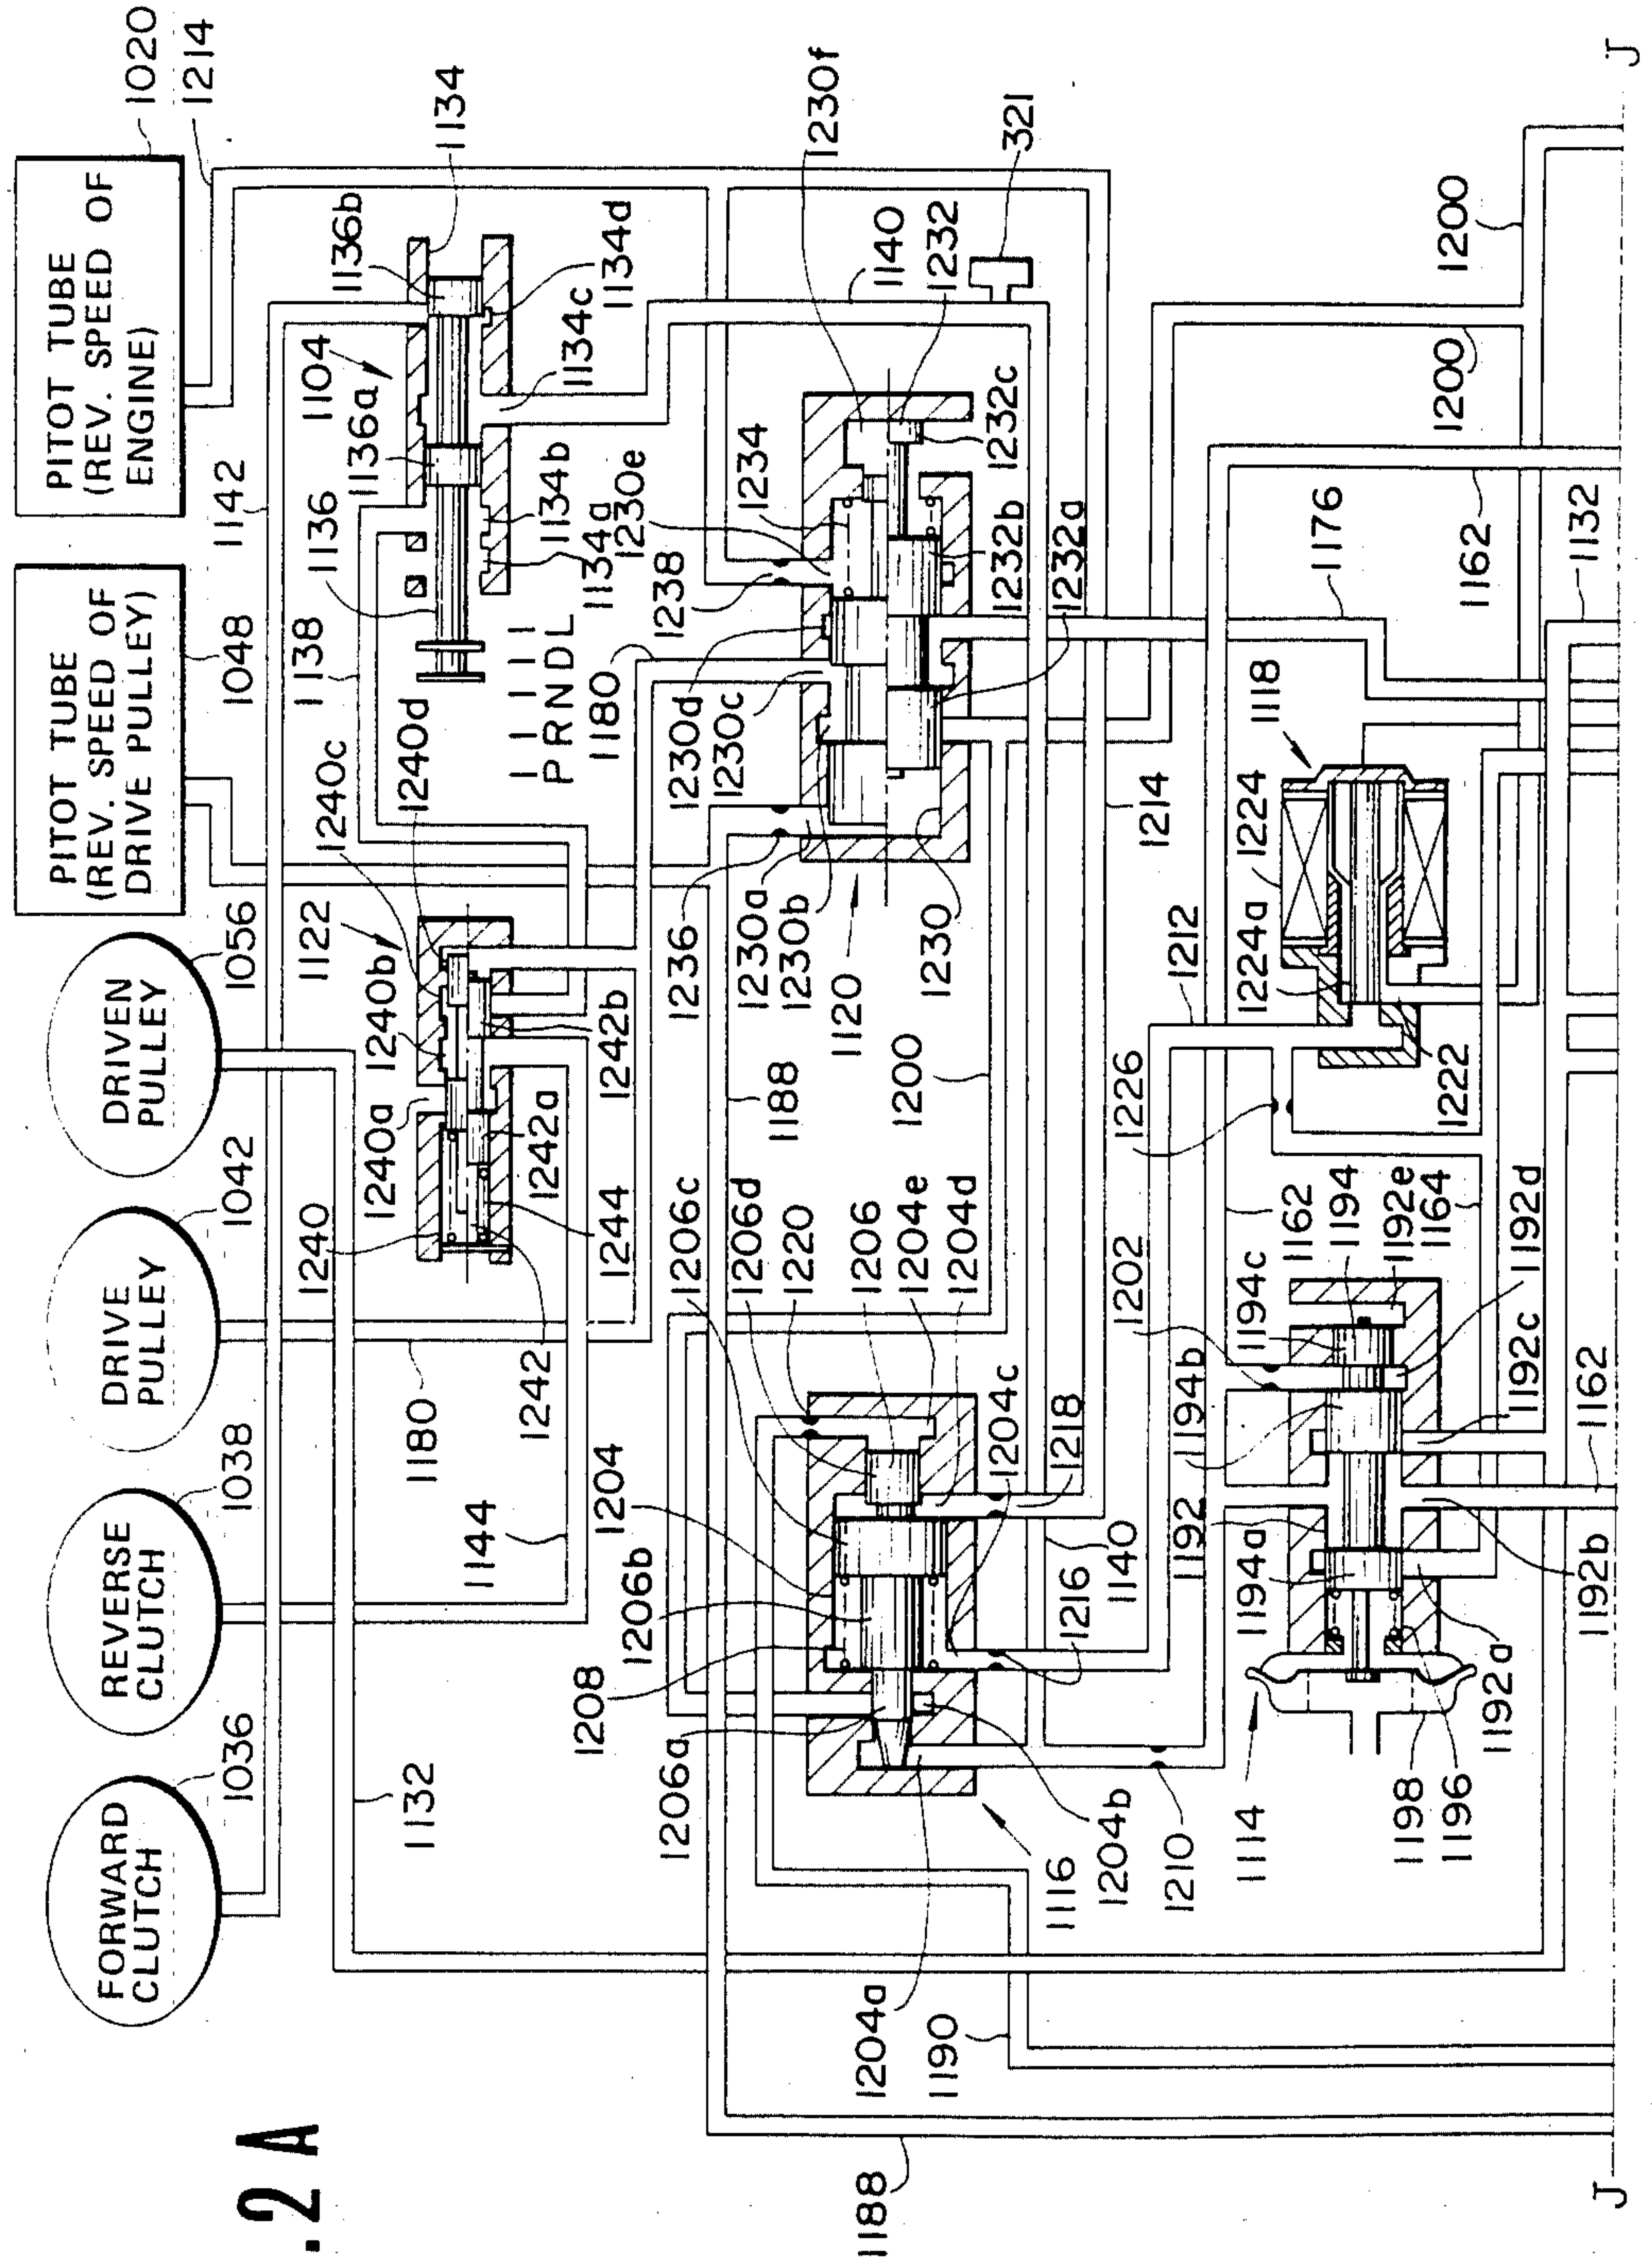 .2 A
FORWARD
CLUTCH
1036
REVERSE
CLUTCH
1038
DRIVE
PULLEY
1042
DRIVEN
PULLEY
1056
PITOT TUBE
(REV. SPEED OF
DRIVE PULLEY)
1048
PITOT TUBE
(REV. SPEED OF
ENGINE)
1020
1214
1142
1134
1136b
1104
1136a
1136
1138
1134d
1134c
1134b
1134a
PRNDL
1122
1240d
1240c
1240b
1240a
1240
1242b
1242a
1244
1242
1180
1144
1132
1180
1230e
1238
1234
1230f
1140
1232
321
1232c
1232b
1232a
1230d
1230c
1236
1230a
1230b
1120
1230
1188
1200
1214
1206c
1206d
1220
1206
1204e
1204d
1204
1206b
1208
1206a
1204c
1218
1216
1140
1204b
1116
1210
1204a
1190
1188
1200
1200
1162
1176
1132
1118
1224
1224a
1212
1226
1222
1202
1162
1194
1194c
1192e
1164
1192d
1192c
1194b
1192
1194a
1162
1192b
1192a
1114
1198
1196
J
J